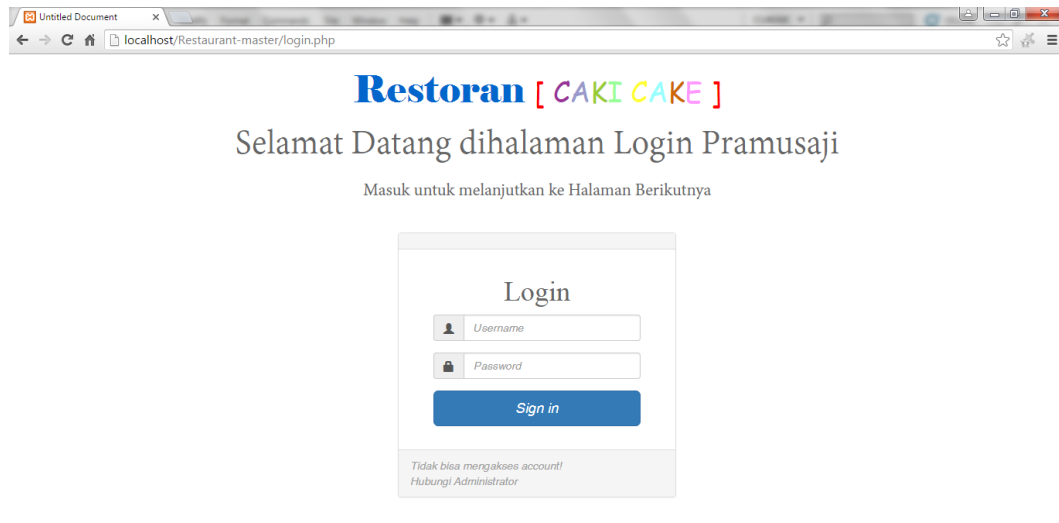 Untitled Document
localhost/Restaurant-master/login.php
Restoran [ CAKI CAKE ]
Selamat Datang dihalaman Login Pramusaji
Masuk untuk melanjutkan ke Halaman Berikutnya
Login
Username
Password
Sign in
Tidak bisa mengakses account!
Hubungi Administrator